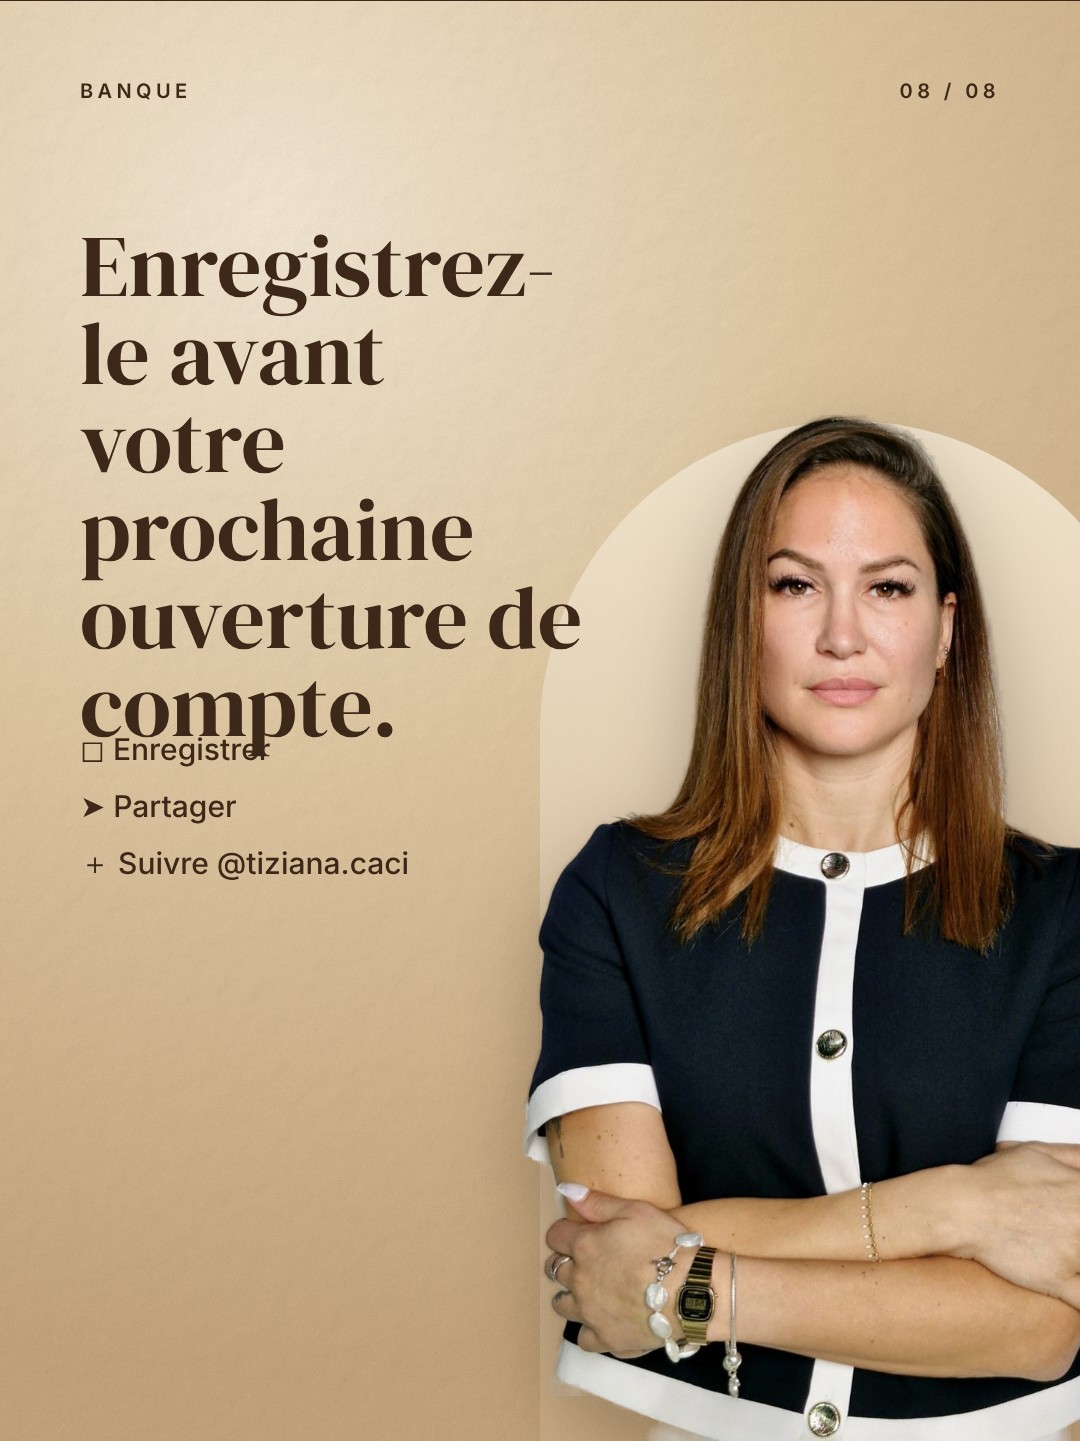 BANQUE
08 / 08
Enregistrez-
le avant
votre
prochaine
ouverture de
compte.
□ Enregistrer
➤ Partager
+ Suivre @tiziana.caci